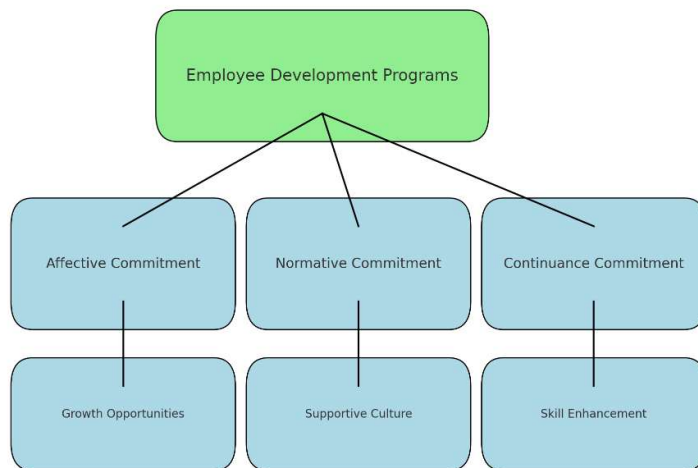 Employee Development Programs
Affective Commitment
Normative Commitment
Continuance Commitment
Growth Opportunities
Supportive Culture
Skill Enhancement